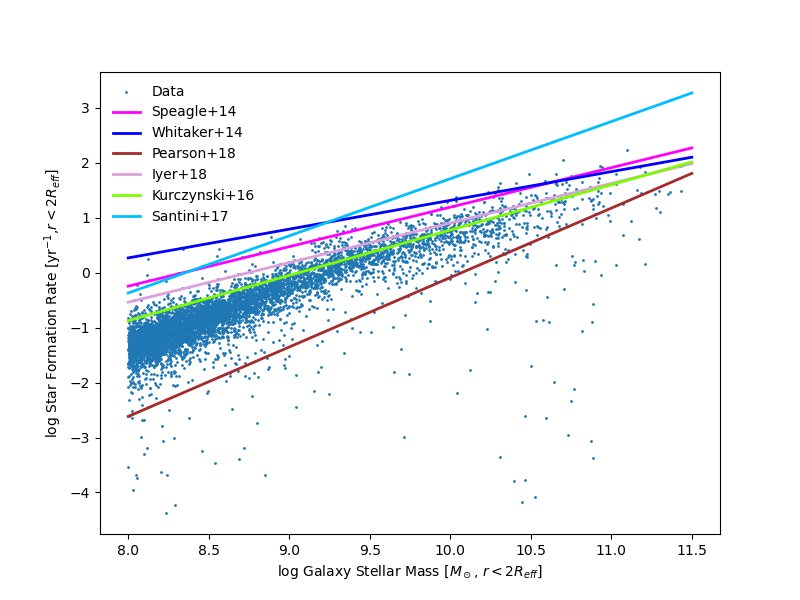 Data
Speagle+14
Whitaker+14
Pearson+18
Iyer+18
Kurczynski+16
Santini+17
3
2
1
0
−1
−2
−3
−4
log Star Formation Rate [yr⁻¹, r < 2R_eff]
8.0 8.5 9.0 9.5 10.0 10.5 11.0 11.5
log Galaxy Stellar Mass [M_⊙, r < 2R_eff]